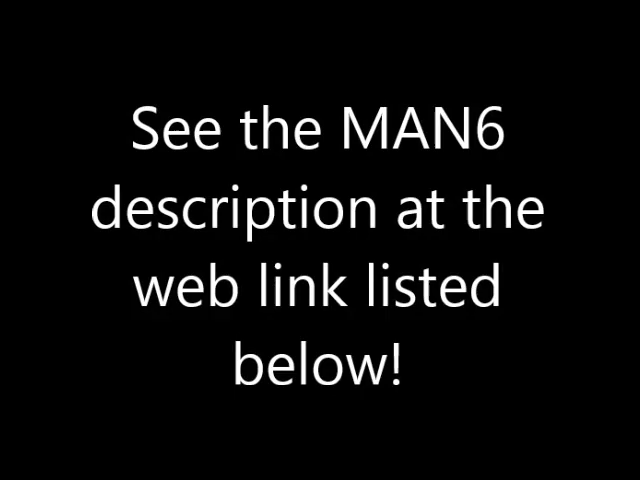 See the MAN6
description at the
web link listed
below!